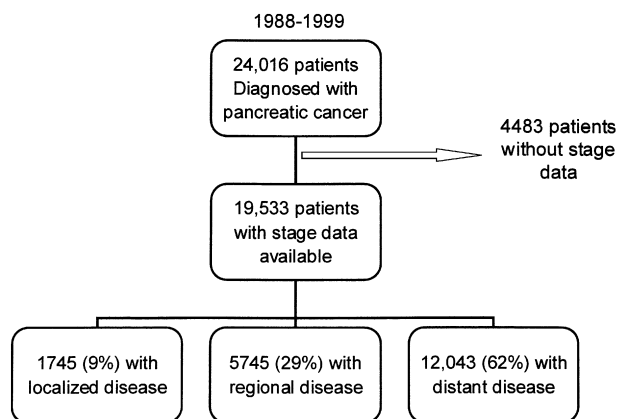 1988-1999
24,016 patients
Diagnosed with
pancreatic cancer
4483 patients
without stage
data
19,533 patients
with stage data
available
1745 (9%) with
localized disease
5745 (29%) with
regional disease
12,043 (62%) with
distant disease